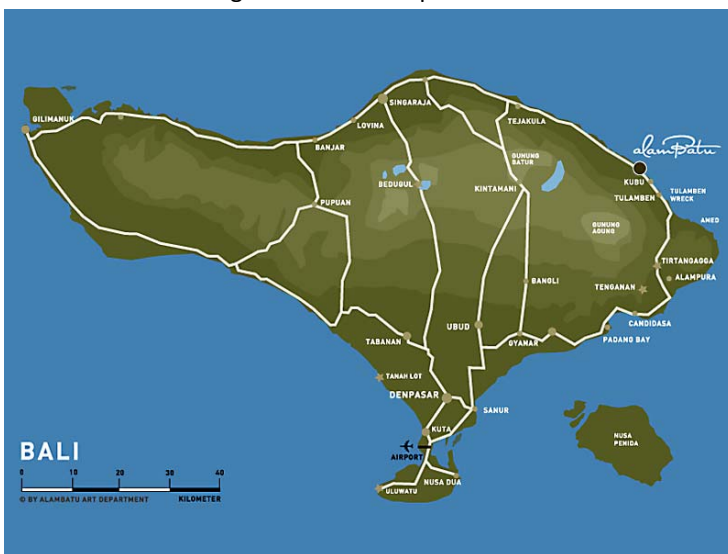 GILIMANUK
SINGARAJA
LOVINA
BANJAR
TEJAKULA
alamBatu
GUNUNG
BATUR
BEDUGUL
KINTAMANI
KUBU
TULAMBEN
TULAMBEN
WRECK
PUPUAN
AMED
GUNUNG
AGUNG
TIRTANGAGGA
ALAMPURA
BANGLI
TENGANAN
CANDIDASA
UBUD
TABANAN
GYANAR
PADANG BAY
TANAH LOT
DENPASAR
SANUR
KUTA
NUSA
PENIDA
BALI
AIRPORT
0 10 20 30 40
NUSA DUA
ULUWATU
© BY ALAMBATU ART DEPARTMENT KILOMETER